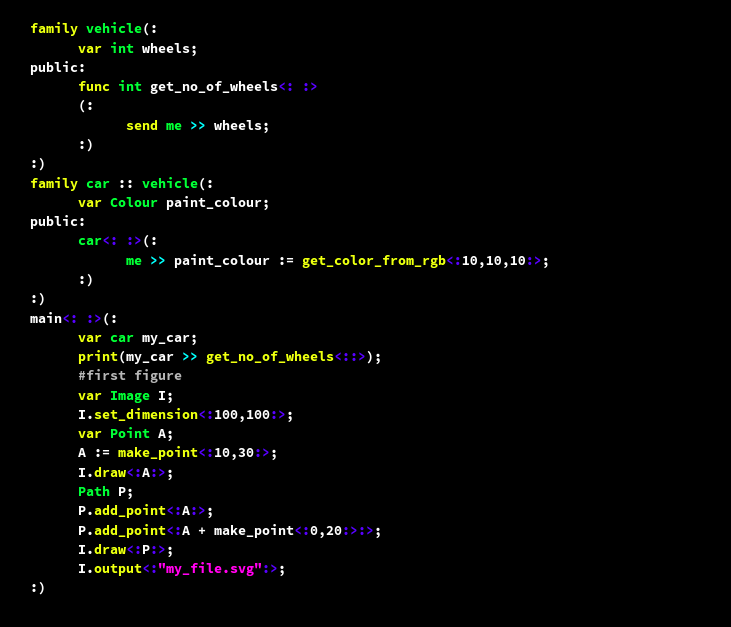 family vehicle(:
var int wheels;
public:
func int get_no_of_wheels<: :>
(:
send me >> wheels;
:)
:)
family car :: vehicle(:
var Colour paint_colour;
public:
car<: :>(:
me >> paint_colour := get_color_from_rgb<:10,10,10:>;
:)
:)
main<: :>(:
var car my_car;
print(my_car >> get_no_of_wheels<::>);
#first figure
var Image I;
I.set_dimension<:100,100:>;
var Point A;
A := make_point<:10,30:>;
I.draw<:A:>;
Path P;
P.add_point<:A:>;
P.add_point<:A + make_point<:0,20:>:>;
I.draw<:P:>;
I.output<:"my_file.svg":>;
:)